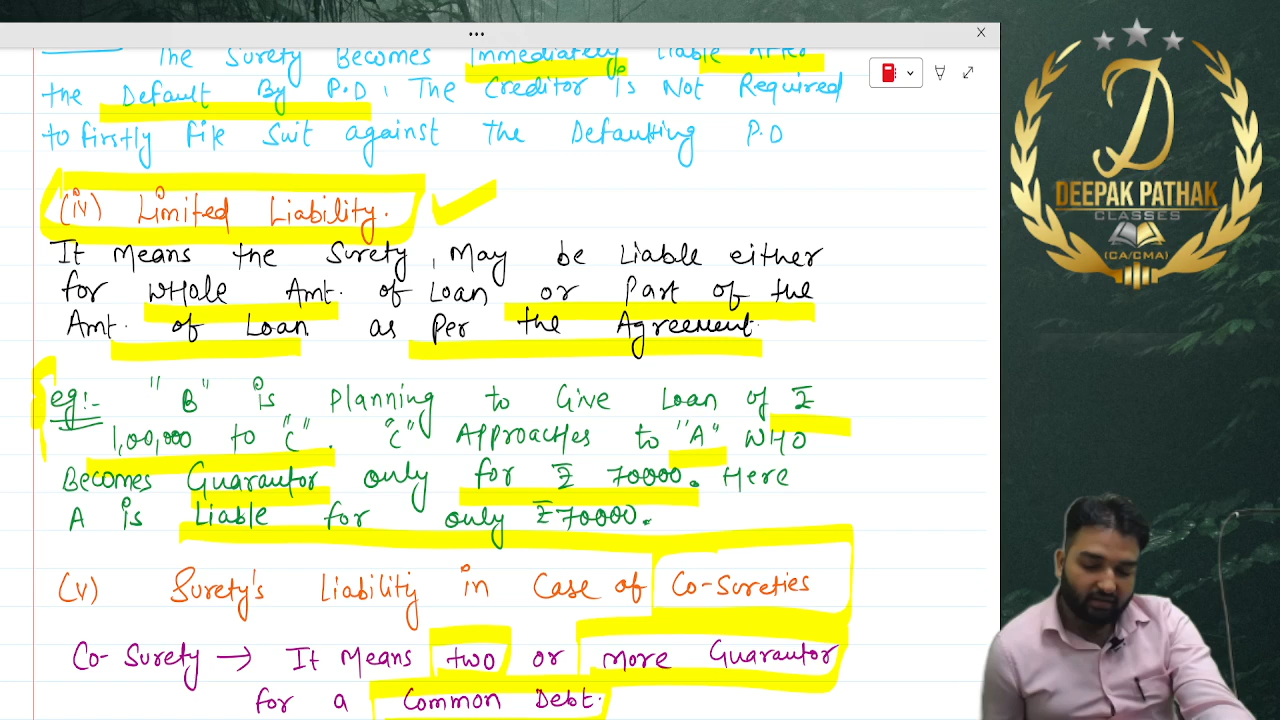 The Surety Becomes Immediately Liable After
the Default By P.D. The Creditor is Not Required
to firstly file Suit against The Defaulting P.D
(iv) Limited Liability.
It Means the Surety, May be Liable either
for WHole Amt. of Loan or Part of the
Amt. of Loan as Per the Agreement.
eg:- "B" is Planning to Give Loan of ₹
1,00,000 to "C". "C" Approaches to "A" WHO
Becomes Guarantor only for ₹ 70000. Here
A is Liable for only ₹70000.
(v) Surety's Liability in Case of Co-Sureties
Co-Surety → It Means two or more Guarantor
for a Common Debt.
D
DEEPAK PATHAK
CLASSES
(CA/CMA)